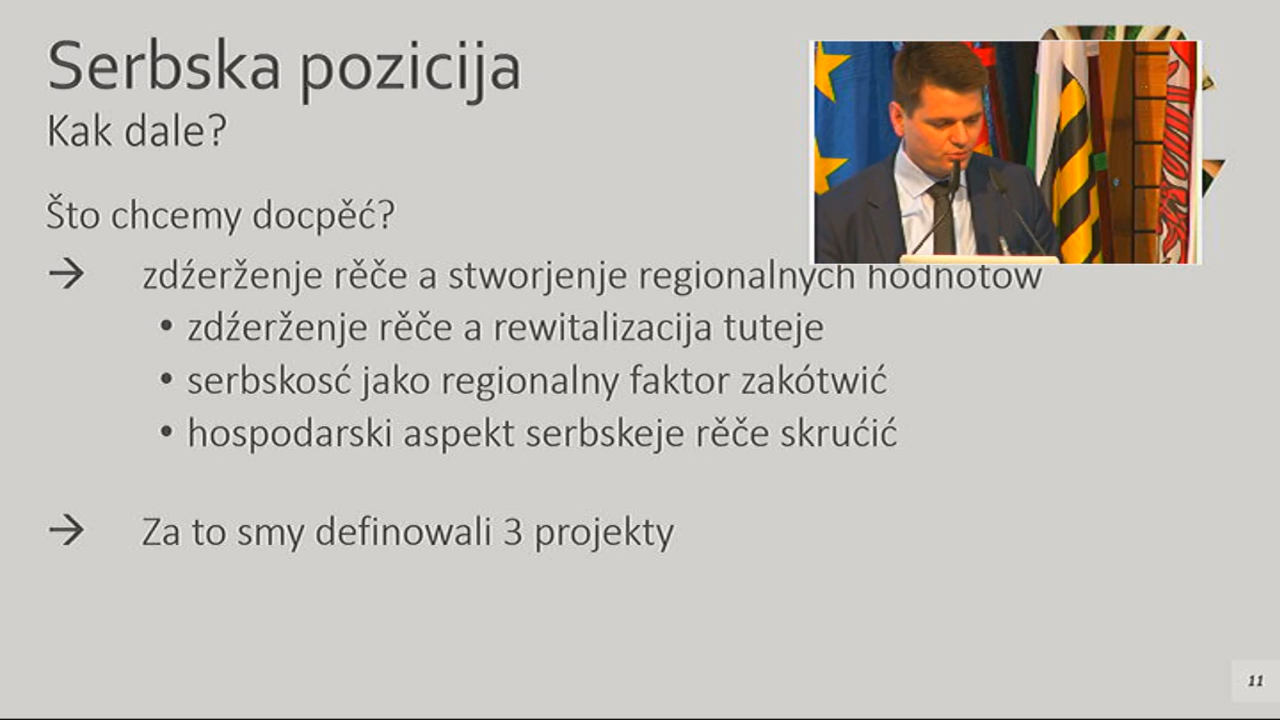 Serbska pozicija
Kak dale?
Što chcemy docpěć?
→ zdźerženje rěče a stworjenje regionalnych hódnotow
• zdźerženje rěče a rewitalizacija tuteje
• serbskosć jako regionalny faktor zakótwić
• hospodarski aspekt serbskeje rěče skrućić
→ Za to smy definowali 3 projekty
11